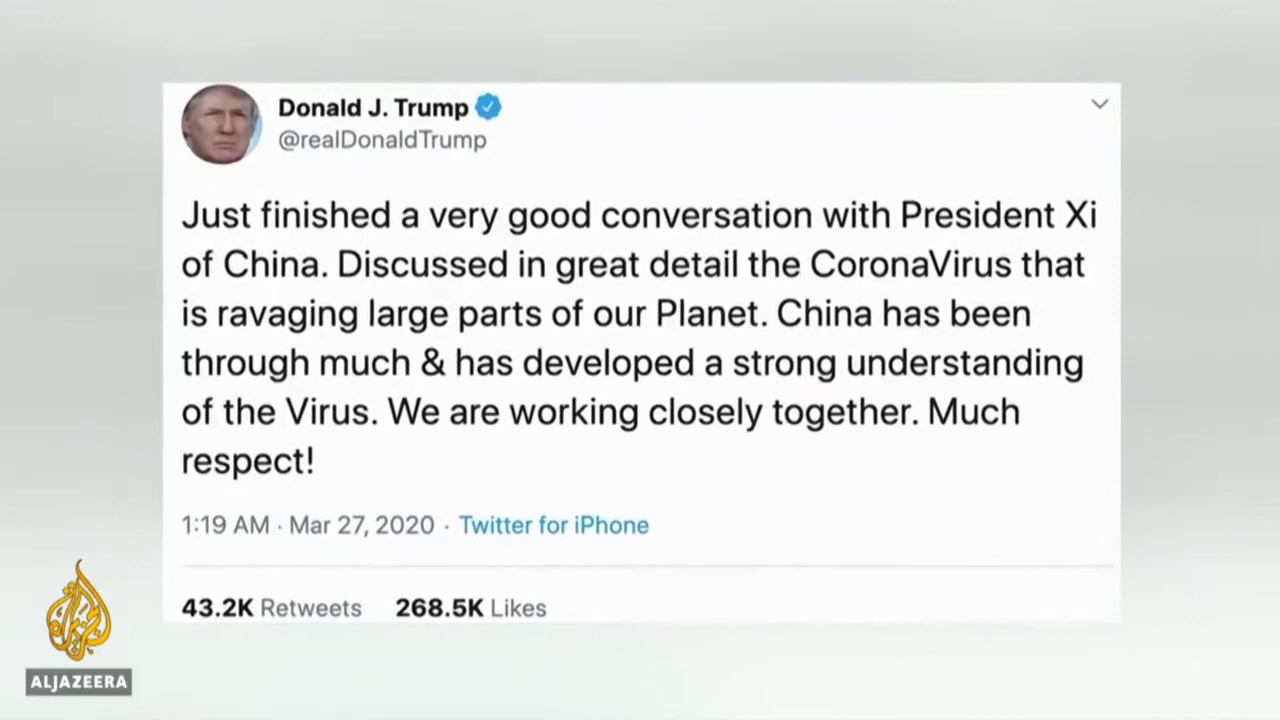 Donald J. Trump
@realDonaldTrump
Just finished a very good conversation with President Xi
of China. Discussed in great detail the CoronaVirus that
is ravaging large parts of our Planet. China has been
through much & has developed a strong understanding
of the Virus. We are working closely together. Much
respect!
1:19 AM · Mar 27, 2020 · Twitter for iPhone
43.2K Retweets 268.5K Likes
الجزيرة
ALJAZEERA